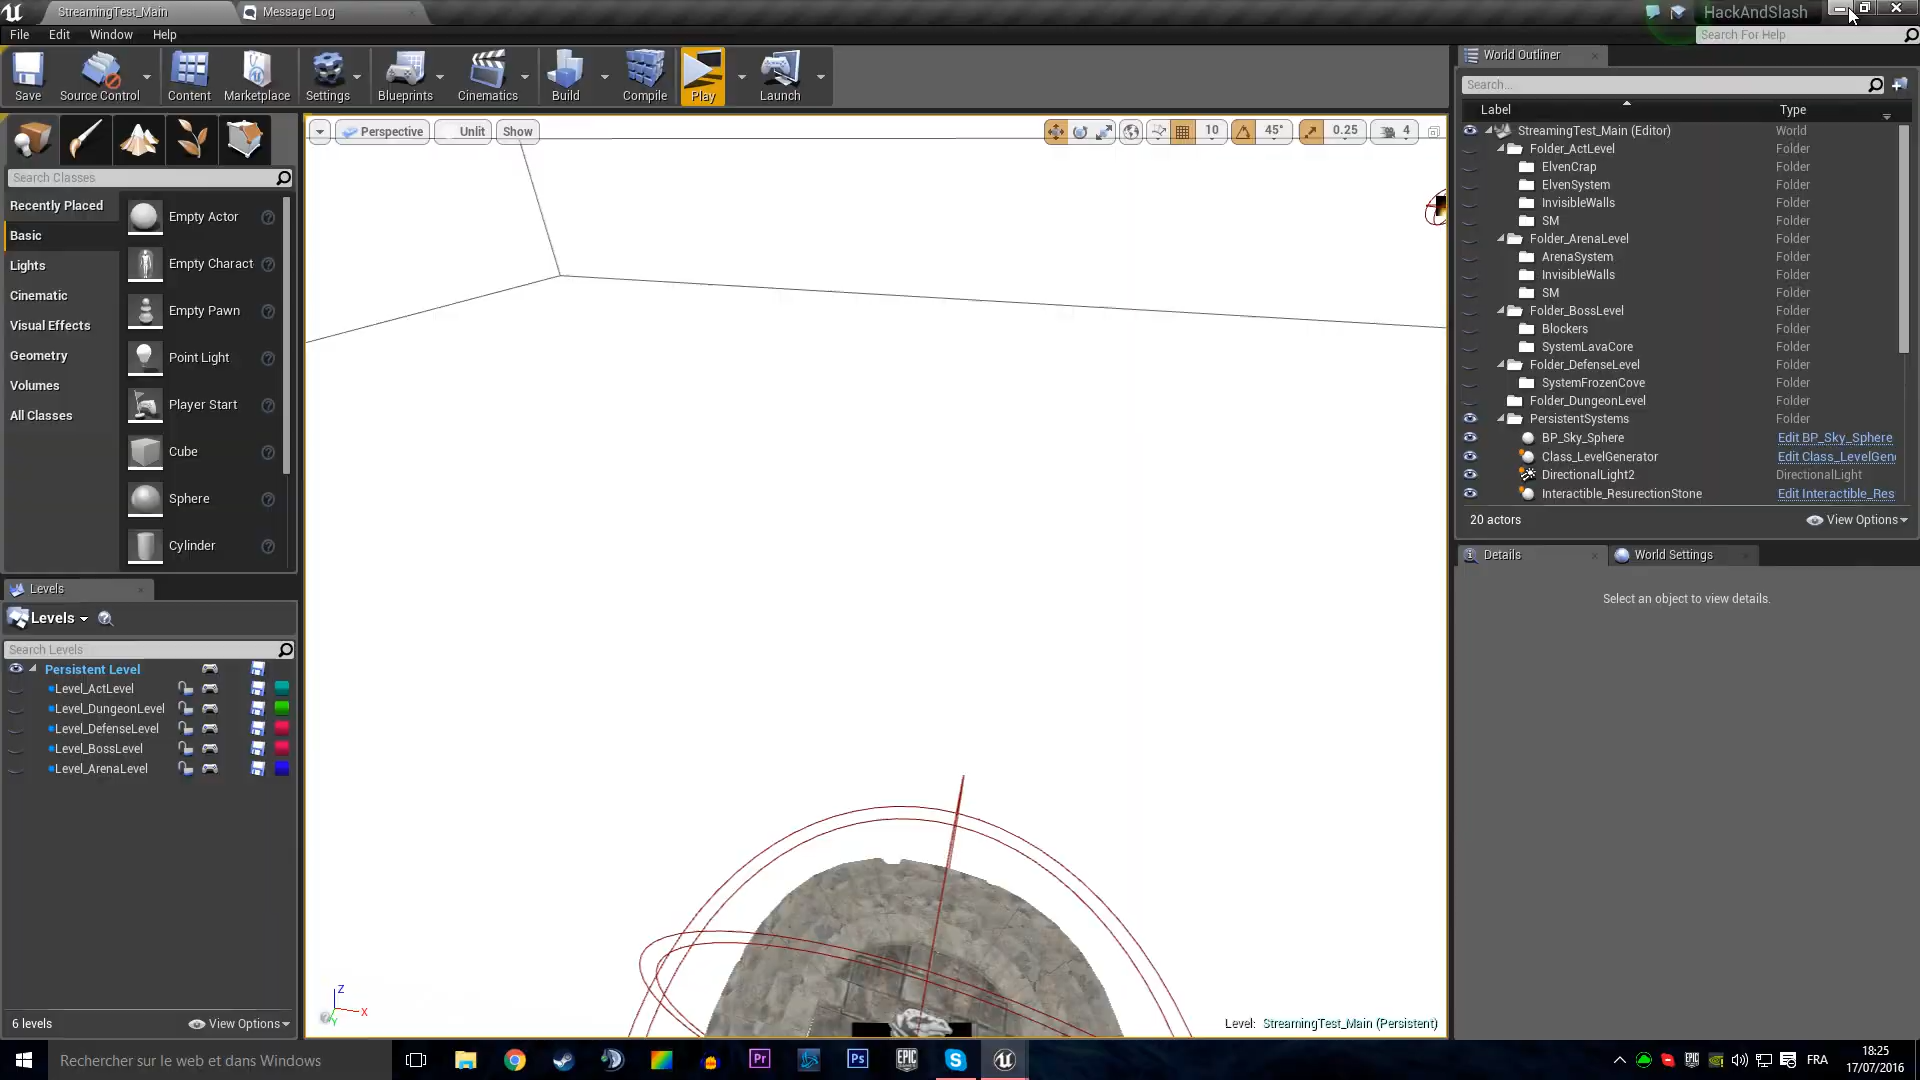 StreamingTest_Main
Message Log
HackAndSlash
File
Edit
Window
Help
Search For Help
Save
Source Control
Content
Marketplace
Settings
Blueprints
Cinematics
Build
Compile
Play
Launch
World Outliner
Search...
Label
Type
StreamingTest_Main (Editor)
World
Folder_ActLevel
Folder
ElvenCrap
Folder
ElvenSystem
Folder
InvisibleWalls
Folder
SM
Folder
Folder_ArenaLevel
Folder
ArenaSystem
Folder
InvisibleWalls
Folder
SM
Folder
Folder_BossLevel
Folder
Blockers
Folder
SystemLavaCore
Folder
Folder_DefenseLevel
Folder
SystemFrozenCove
Folder
Folder_DungeonLevel
Folder
PersistentSystems
Folder
BP_Sky_Sphere
Edit BP_Sky_Sphere
Class_LevelGenerator
Edit Class_LevelGen
DirectionalLight2
DirectionalLight
Interactible_ResurectionStone
Edit Interactible_Res
20 actors
View Options
Details
World Settings
Select an object to view details.
Search Classes
Recently Placed
Basic
Lights
Cinematic
Visual Effects
Geometry
Volumes
All Classes
Empty Actor
Empty Charact
Empty Pawn
Point Light
Player Start
Cube
Sphere
Cylinder
Perspective
Unlit
Show
10
45°
0.25
4
Levels
Levels
Search Levels
Persistent Level
Level_ActLevel
Level_DungeonLevel
Level_DefenseLevel
Level_BossLevel
Level_ArenaLevel
6 levels
View Options
Z
X
Y
Level: StreamingTest_Main (Persistent)
Rechercher sur le web et dans Windows
Pr
Ps
EPIC
GAMES
FRA
18:25
17/07/2016